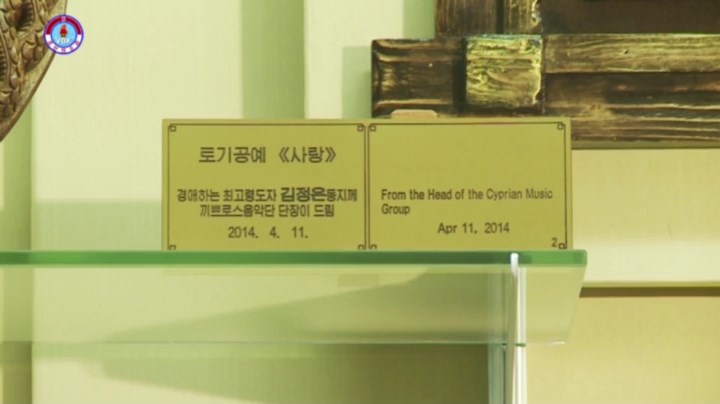 토기공예 《사랑》
경애하는 최고령도자 김정은동지께
끼쁘로스음악단 단장이 드림
2014. 4. 11.
From the Head of the Cyprian Music
Group
Apr 11, 2014
2